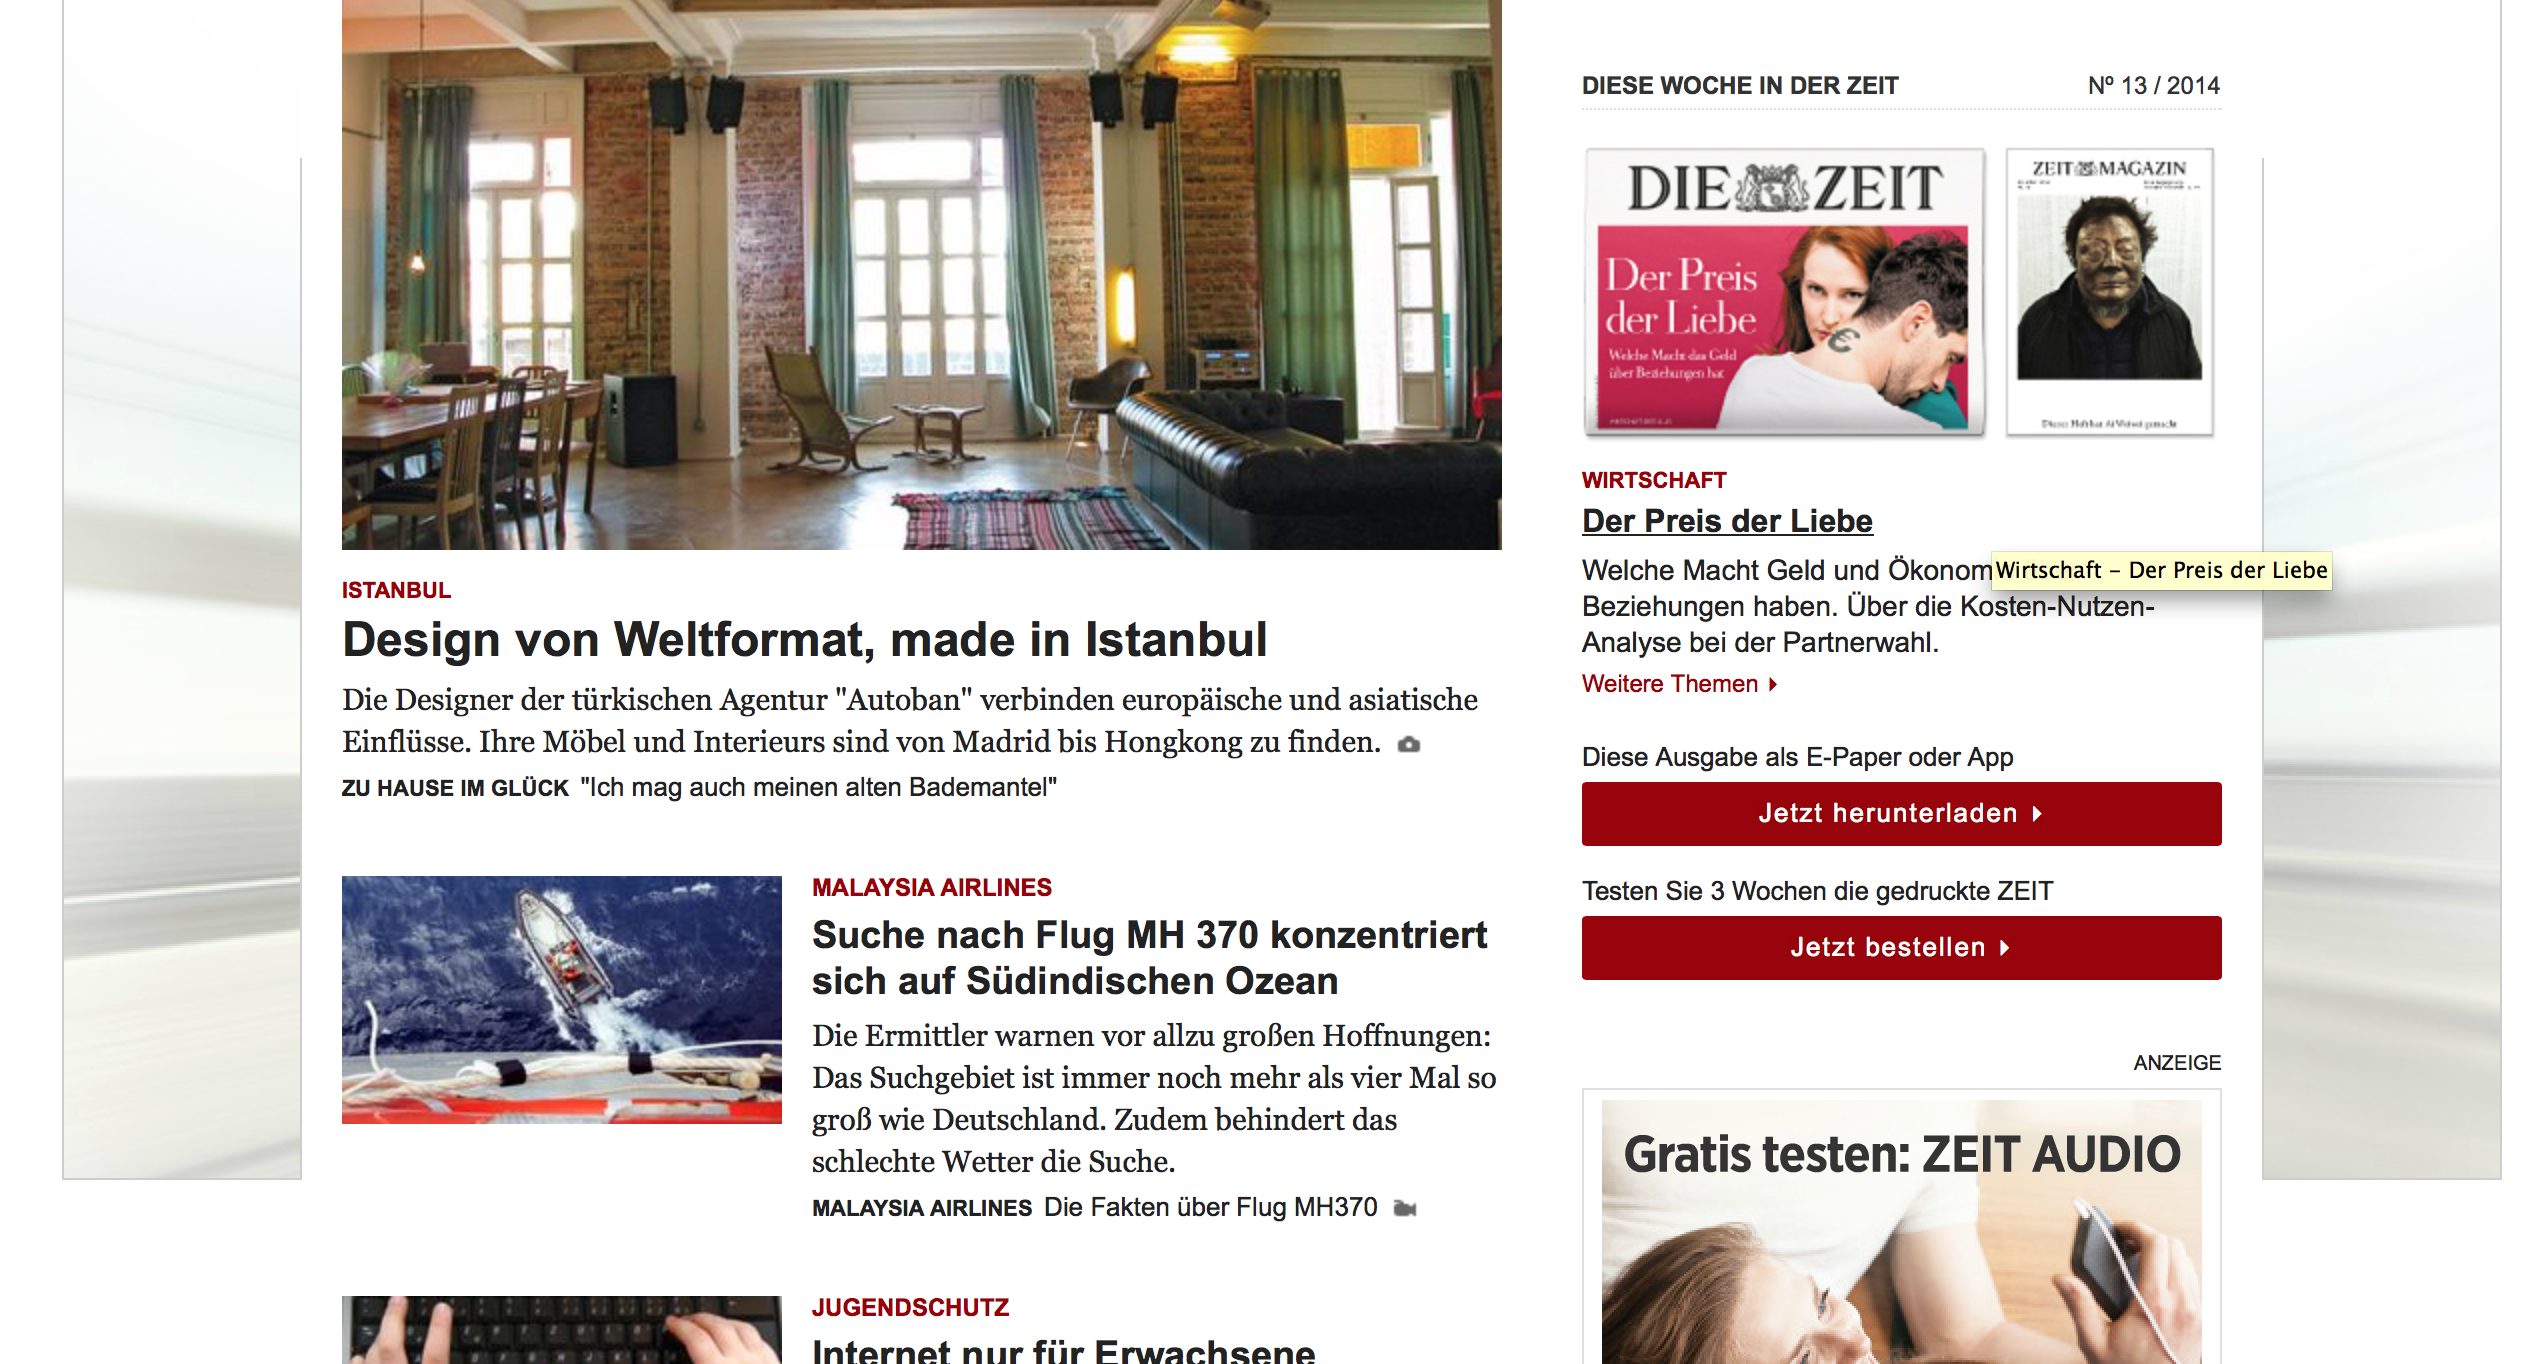 ISTANBUL
Design von Weltformat, made in Istanbul
Die Designer der türkischen Agentur "Autoban" verbinden europäische und asiatische
Einflüsse. Ihre Möbel und Interieurs sind von Madrid bis Hongkong zu finden.
ZU HAUSE IM GLÜCK "Ich mag auch meinen alten Bademantel"
MALAYSIA AIRLINES
Suche nach Flug MH 370 konzentriert
sich auf Südindischen Ozean
Die Ermittler warnen vor allzu großen Hoffnungen:
Das Suchgebiet ist immer noch mehr als vier Mal so
groß wie Deutschland. Zudem behindert das
schlechte Wetter die Suche.
MALAYSIA AIRLINES Die Fakten über Flug MH370
JUGENDSCHUTZ
Internet nur für Erwachsene
DIESE WOCHE IN DER ZEIT Nº 13 / 2014
DIE ZEIT
Der Preis
der Liebe
Welche Macht das Geld
über Beziehungen hat
€
ZEIT MAGAZIN
Dieses Heft hat Ai Weiwei gemacht
WIRTSCHAFT
Der Preis der Liebe
Welche Macht Geld und Ökonom
Wirtschaft – Der Preis der Liebe
Beziehungen haben. Über die Kosten-Nutzen-
Analyse bei der Partnerwahl.
Weitere Themen
Diese Ausgabe als E-Paper oder App
Jetzt herunterladen
Testen Sie 3 Wochen die gedruckte ZEIT
Jetzt bestellen
ANZEIGE
Gratis testen: ZEIT AUDIO